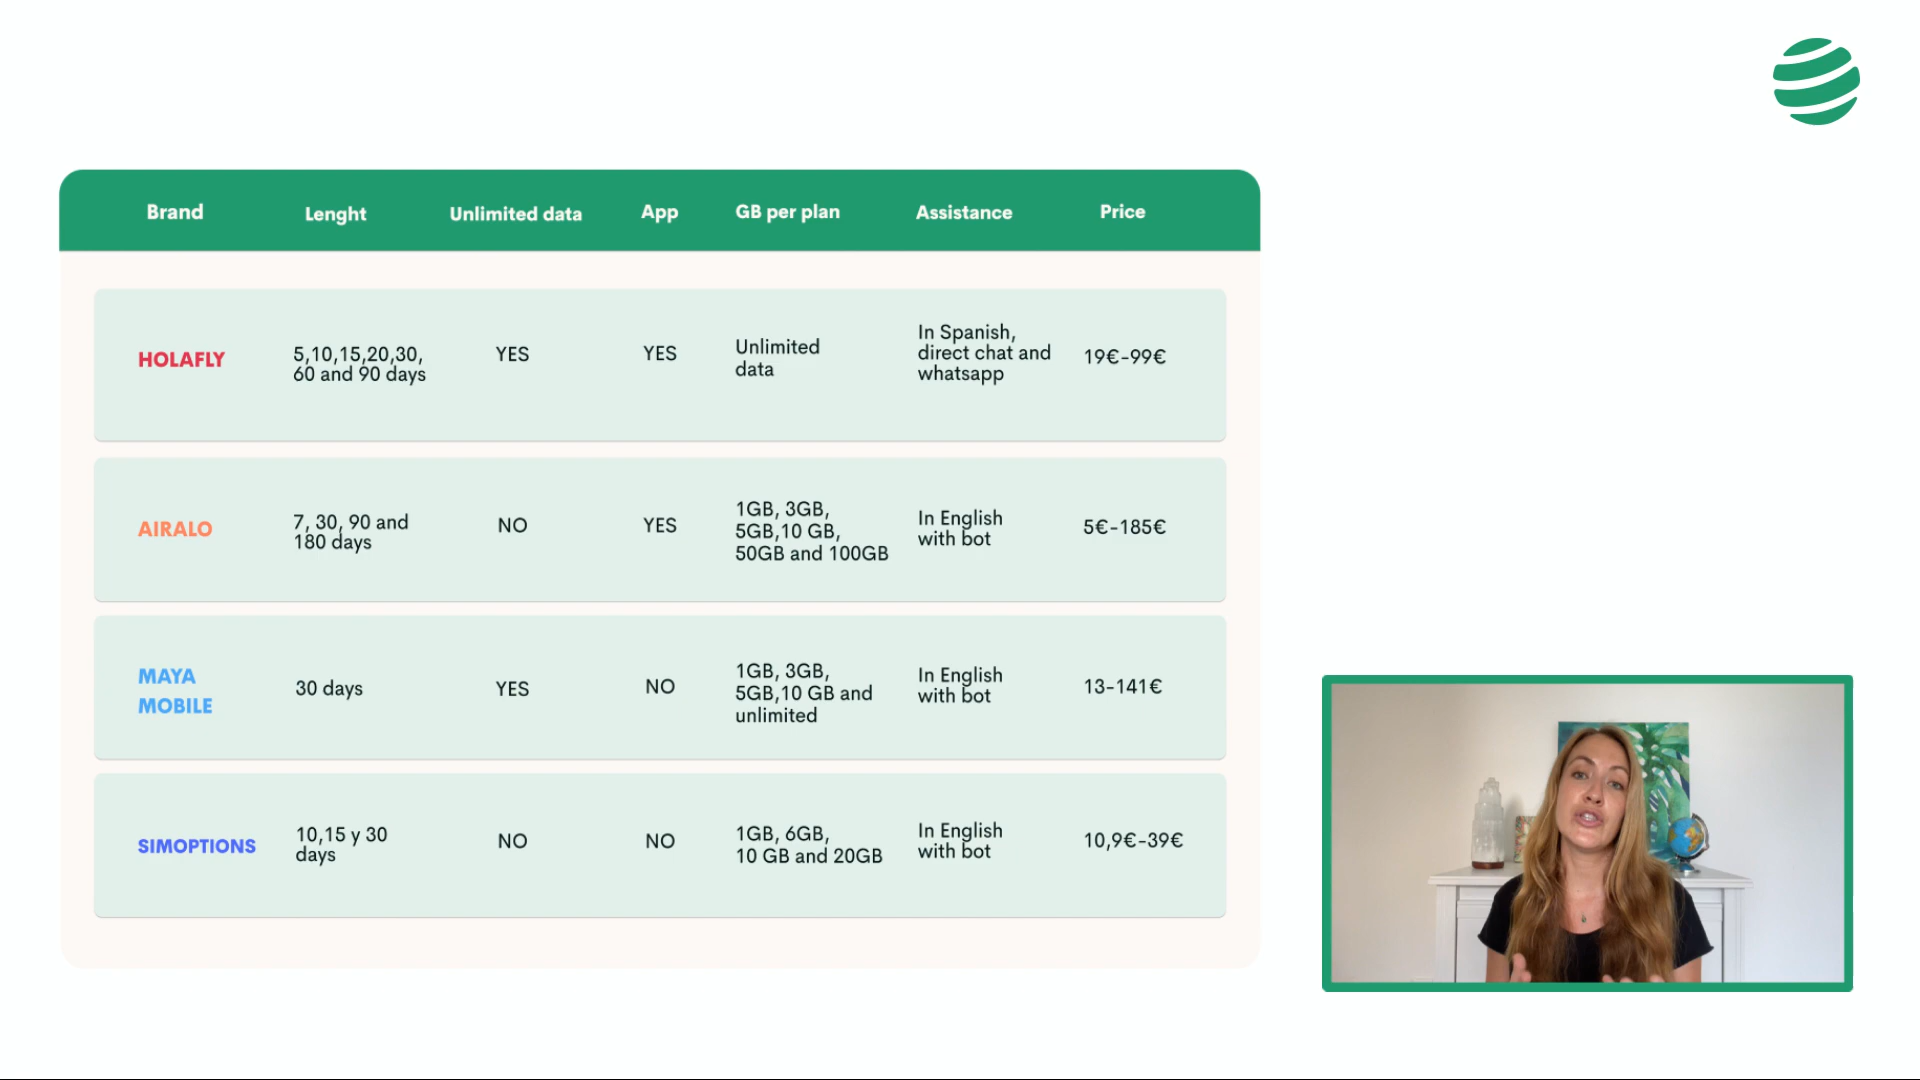 Brand Lenght Unlimited data App GB per plan Assistance Price
HOLAFLY
5,10,15,20,30,
60 and 90 days
YES
YES
Unlimited
data
In Spanish,
direct chat and
whatsapp
19€-99€
AIRALO
7, 30, 90 and
180 days
NO
YES
1GB, 3GB,
5GB,10 GB,
50GB and 100GB
In English
with bot
5€-185€
MAYA
MOBILE
30 days
YES
NO
1GB, 3GB,
5GB,10 GB and
unlimited
In English
with bot
13-141€
SIMOPTIONS
10,15 y 30
days
NO
NO
1GB, 6GB,
10 GB and 20GB
In English
with bot
10,9€-39€